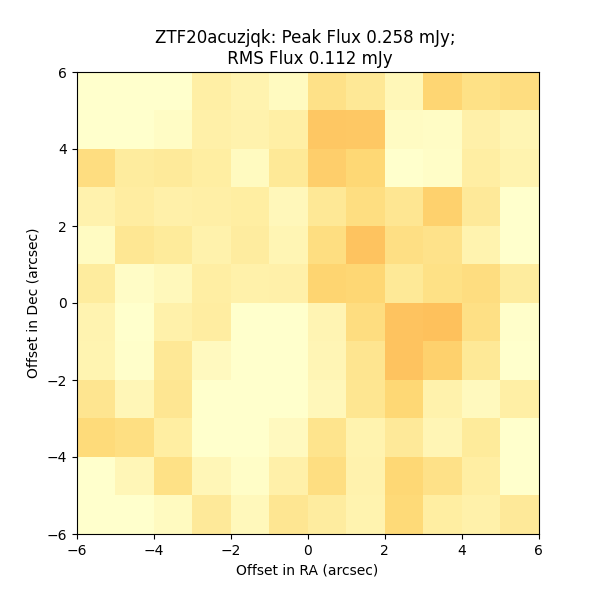 ZTF20acuzjqk: Peak Flux 0.258 mJy;
RMS Flux 0.112 mJy
6
4
2
0
−2
−4
−6
Offset in Dec (arcsec)
−6 −4 −2 0 2 4 6
Offset in RA (arcsec)